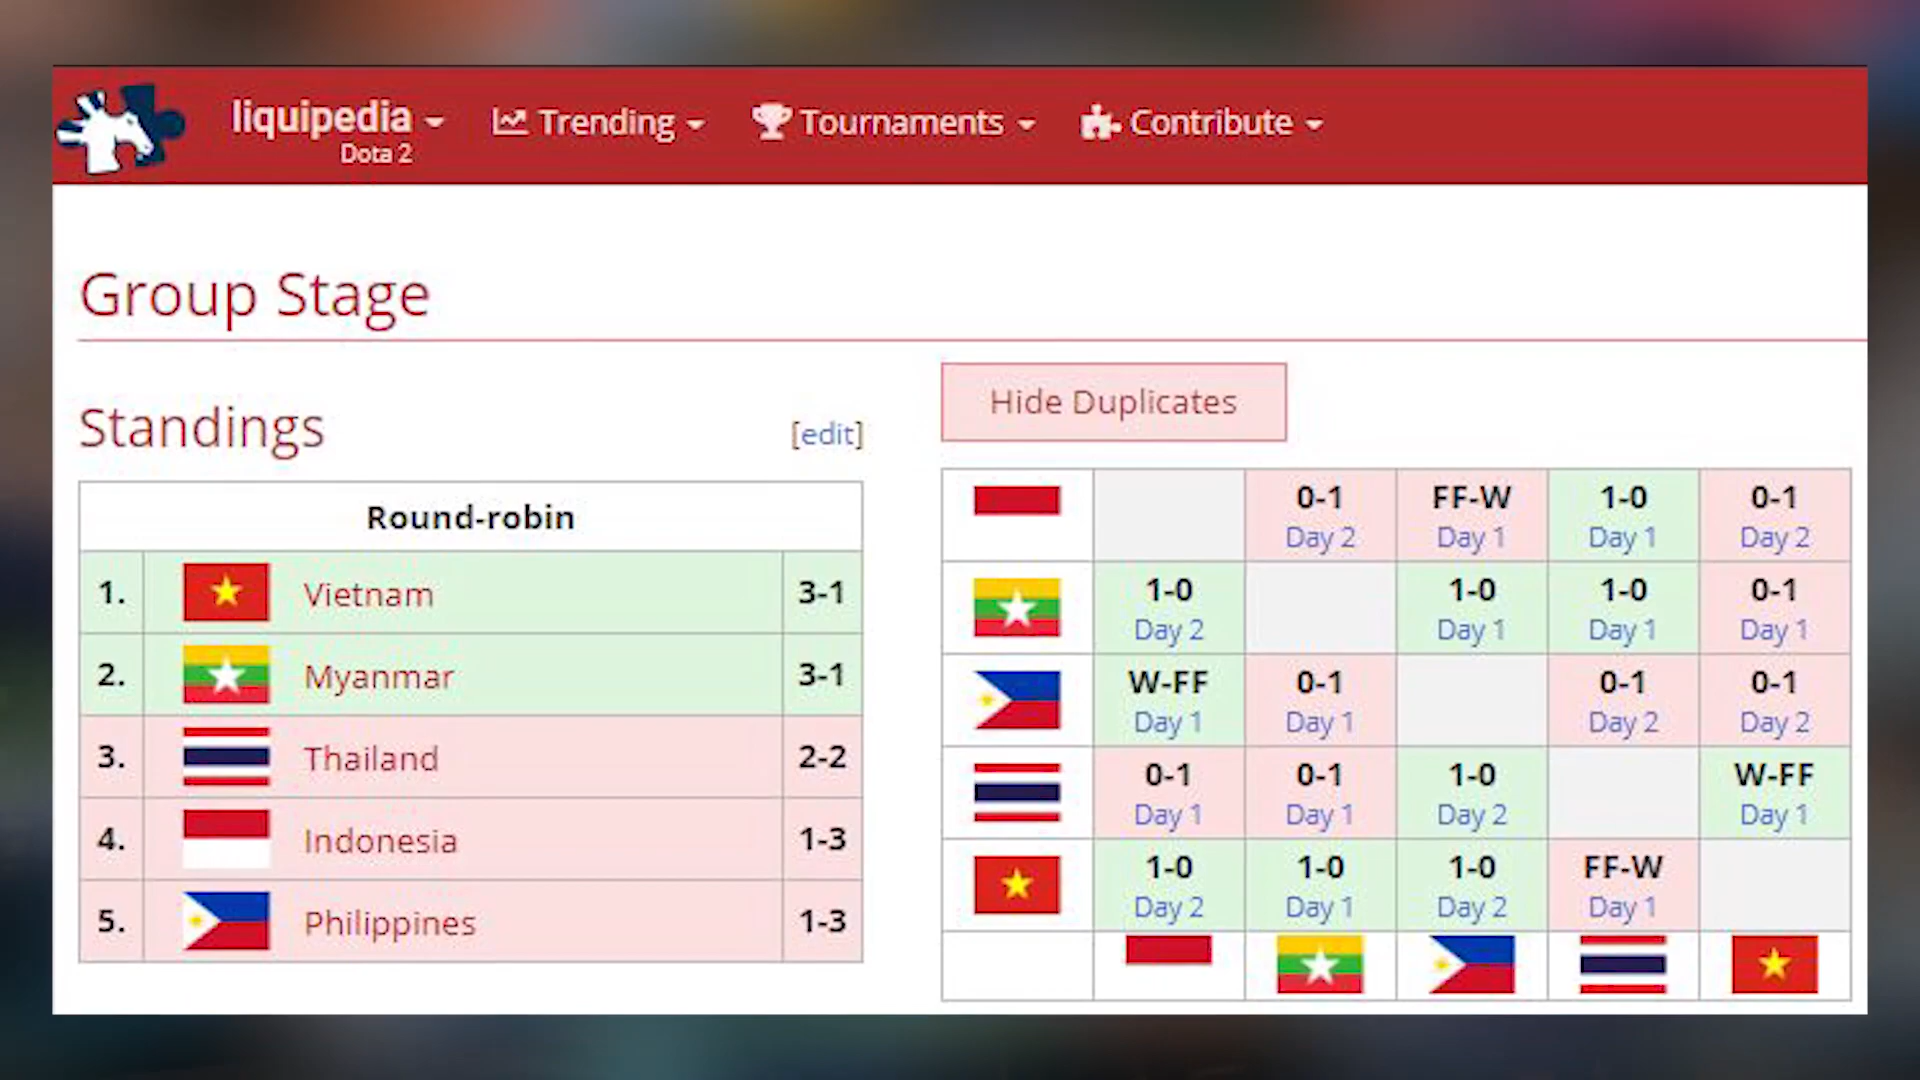 liquipedia
Dota 2
Trending
Tournaments
Contribute
Group Stage
Standings
[edit]
Hide Duplicates
Round-robin
1. Vietnam 3-1
2. Myanmar 3-1
3. Thailand 2-2
4. Indonesia 1-3
5. Philippines 1-3
0-1 FF-W 1-0 0-1
Day 2 Day 1 Day 1 Day 2
1-0 1-0 1-0 0-1
Day 2 Day 1 Day 1 Day 1
W-FF 0-1 0-1 0-1
Day 1 Day 1 Day 2 Day 2
0-1 0-1 1-0 W-FF
Day 1 Day 1 Day 2 Day 1
1-0 1-0 1-0 FF-W
Day 2 Day 1 Day 2 Day 1